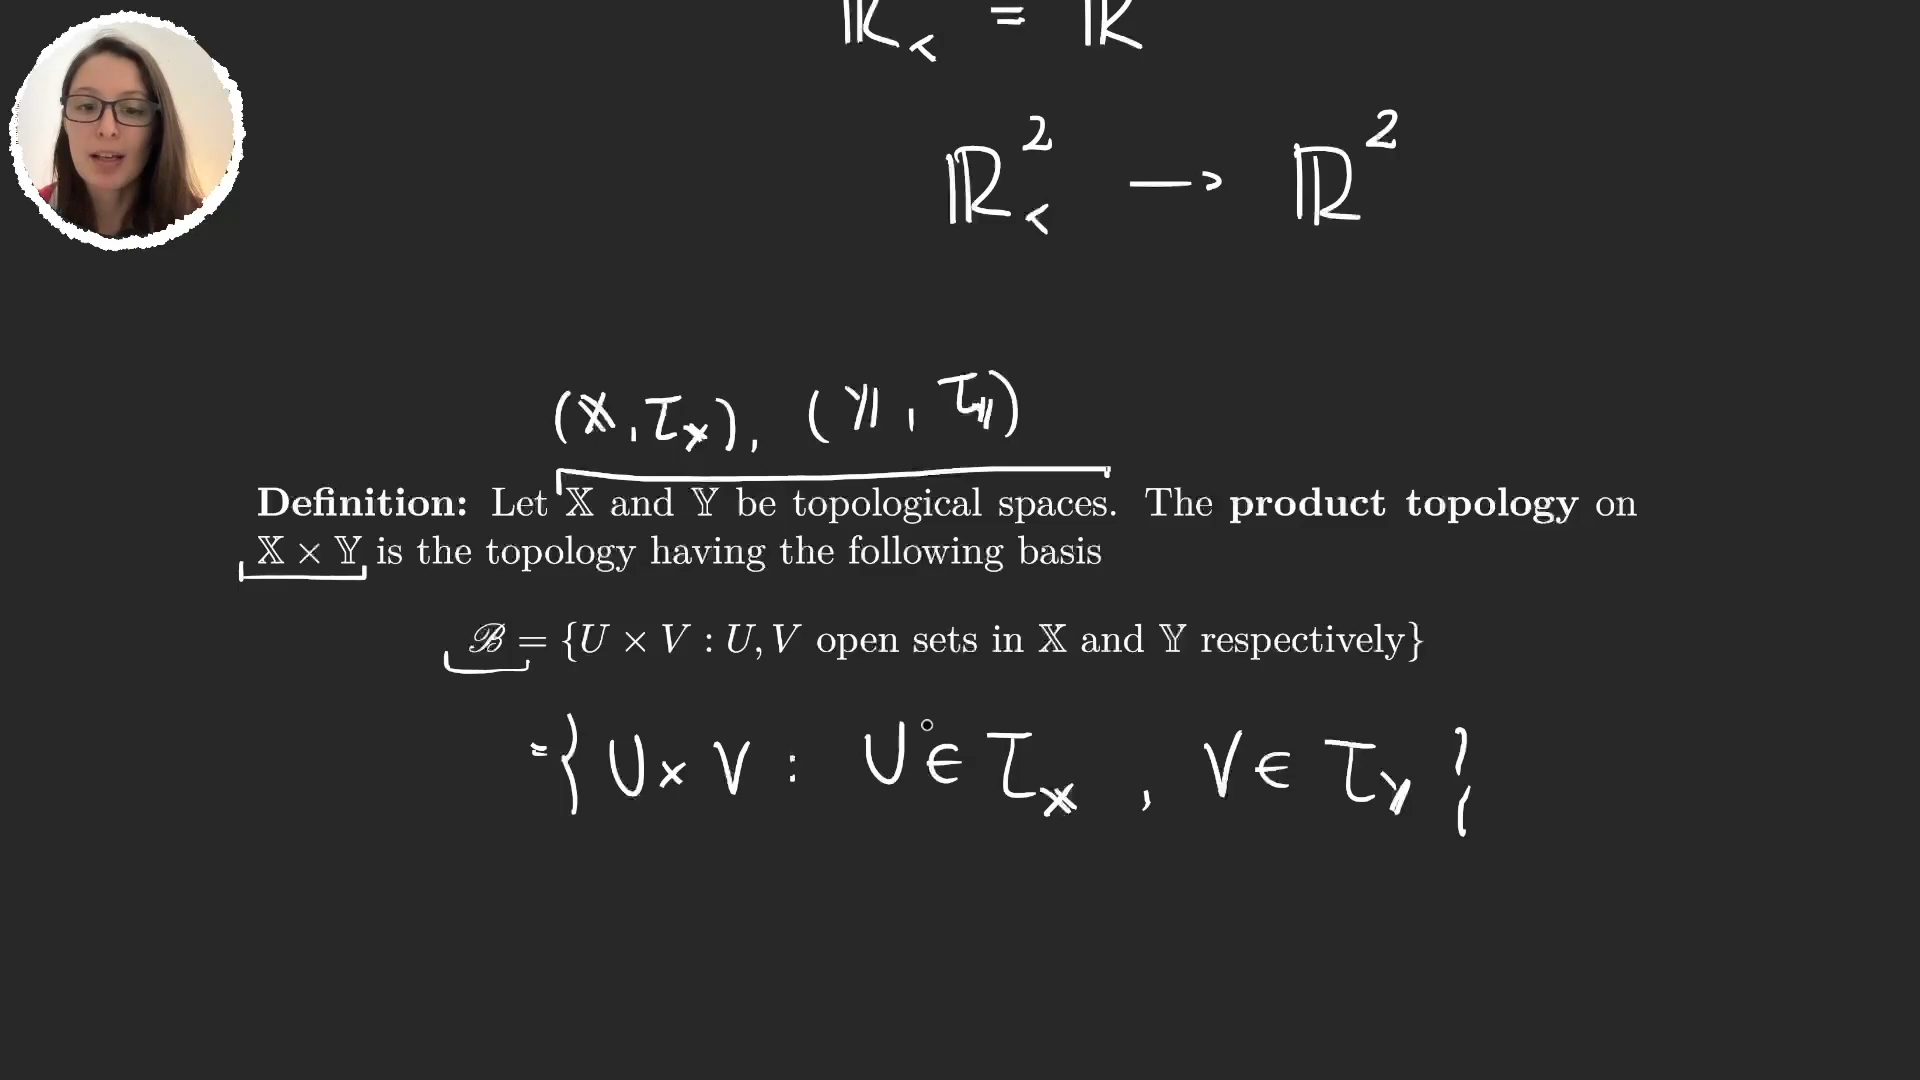 ℝ_< = ℝ
ℝ²_< → ℝ²
(𝕏, τ_𝕏), (𝕐, τ_𝕐)
Definition: Let 𝕏 and 𝕐 be topological spaces. The product topology on
𝕏 × 𝕐 is the topology having the following basis
ℬ = {U × V : U, V open sets in 𝕏 and 𝕐 respectively}
= { U × V : U ∈ τ_𝕏 , V ∈ τ_𝕐 }